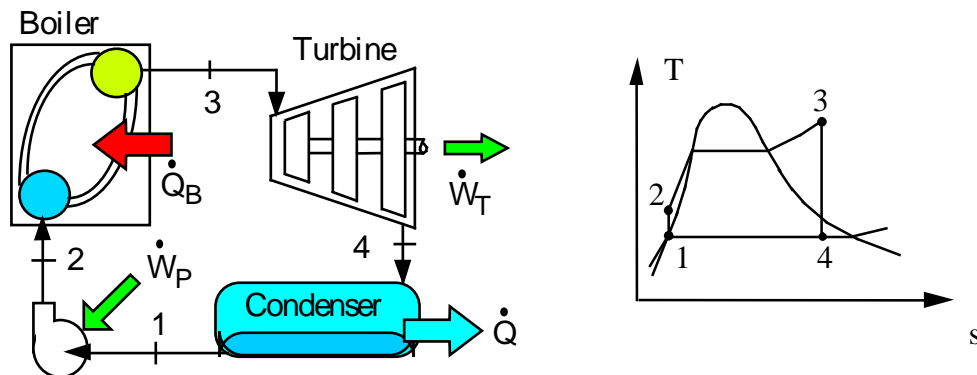 Boiler
Turbine
3
Q̇B
ẆT
4
2
ẆP
Condenser
1
Q̇
T
3
2
1
4
s